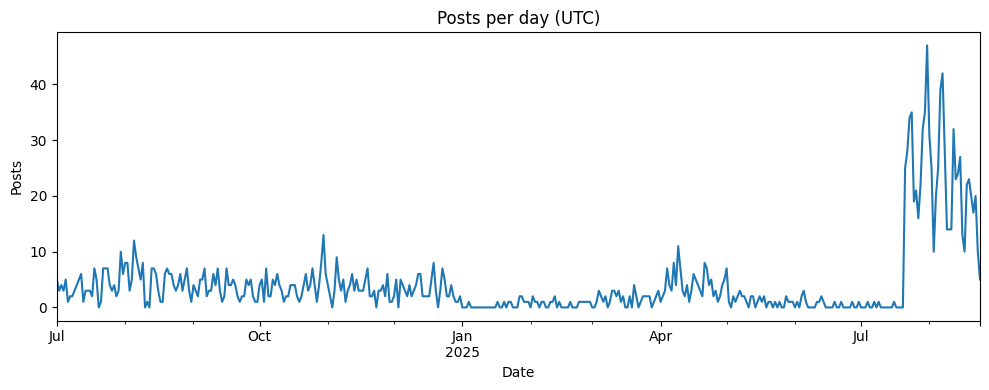 Posts per day (UTC)
40
30
20
10
0
Posts
Jul
Oct
Jan
2025
Apr
Jul
Date